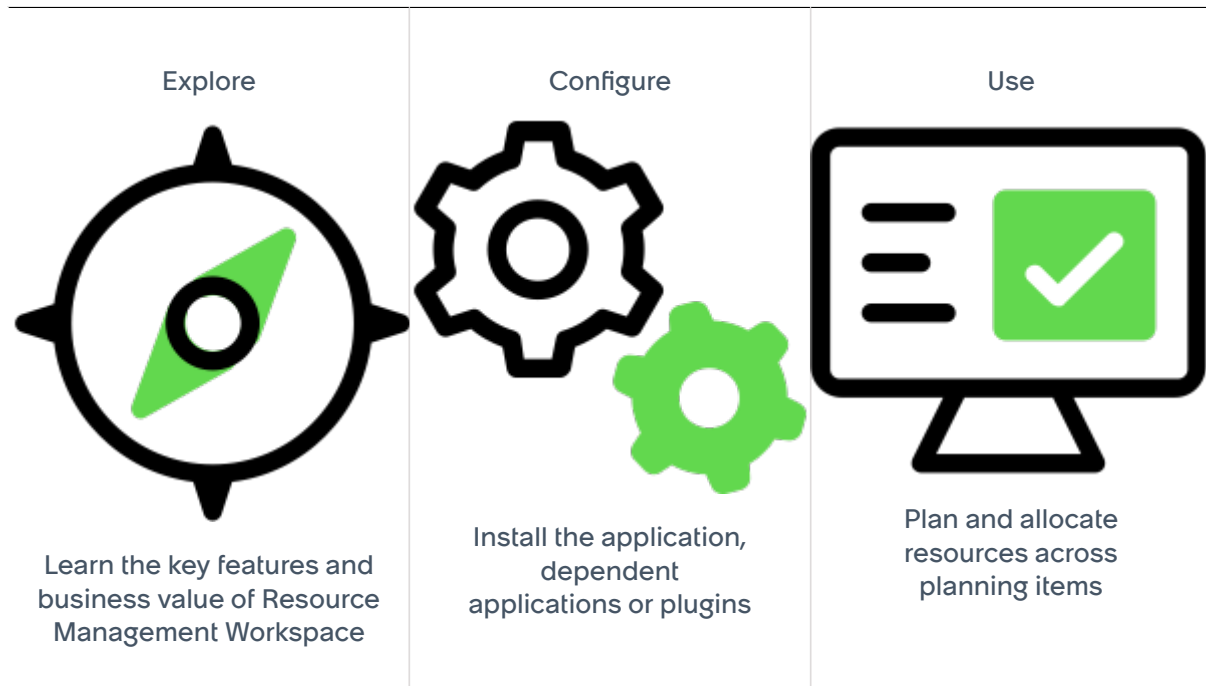 Explore
Learn the key features and
business value of Resource
Management Workspace
Configure
Install the application,
dependent
applications or plugins
Use
Plan and allocate
resources across
planning items